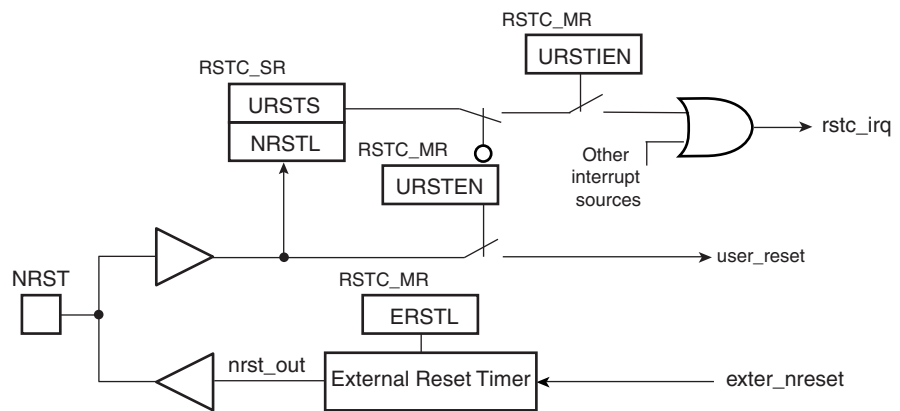 RSTC_MR
URSTIEN
RSTC_SR
URSTS
NRSTL
rstc_irq
RSTC_MR
URSTEN
Other
interrupt
sources
user_reset
NRST
RSTC_MR
ERSTL
nrst_out
External Reset Timer
exter_nreset